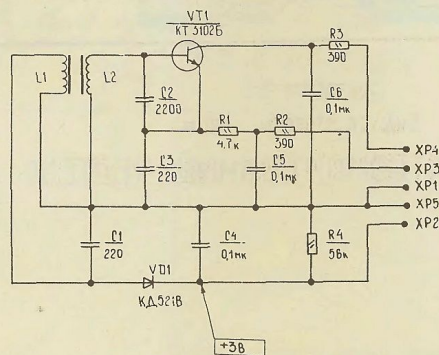 VT1
КТ 3102Б
R3
390
L1
L2
C2
2200
C6
0,1мк
R1
4.7к
R2
390
C3
220
C5
0,1мк
XP4
XP3
XP1
XP5
XP2
C1
220
C4
0,1мк
R4
56к
VD1
КД521В
+3В